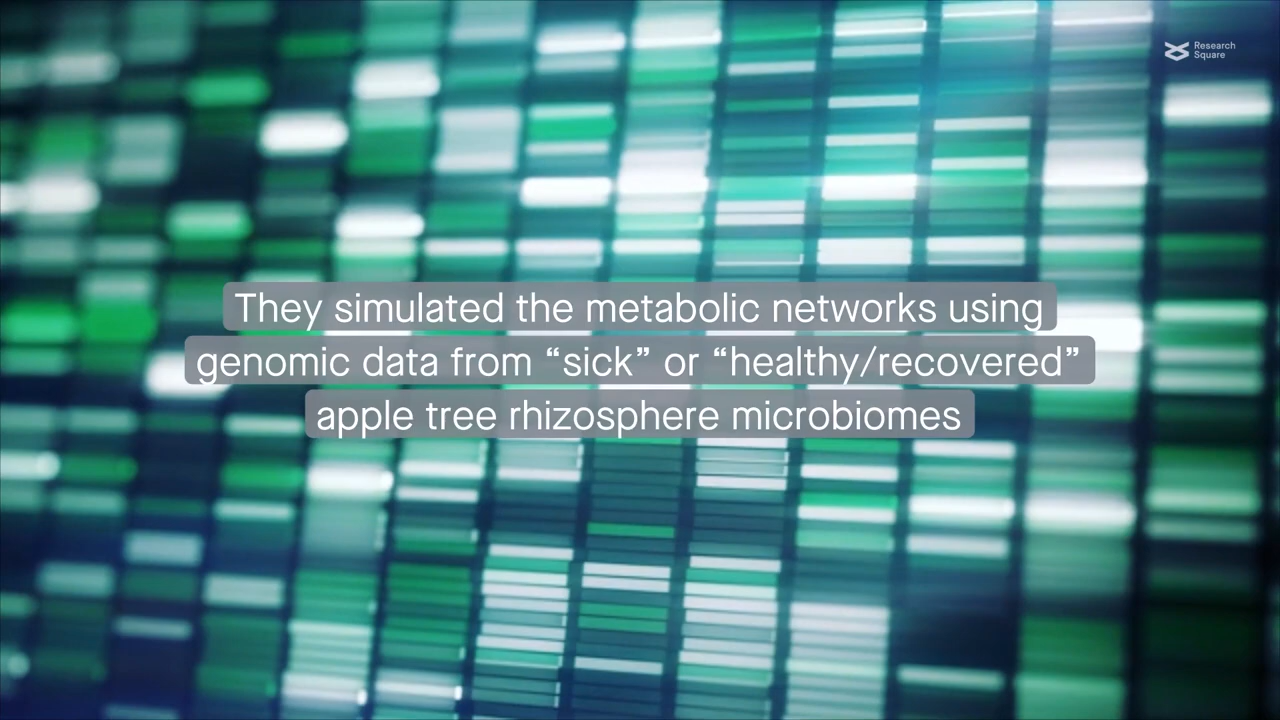 Research
Square
They simulated the metabolic networks using
genomic data from “sick” or “healthy/recovered”
apple tree rhizosphere microbiomes